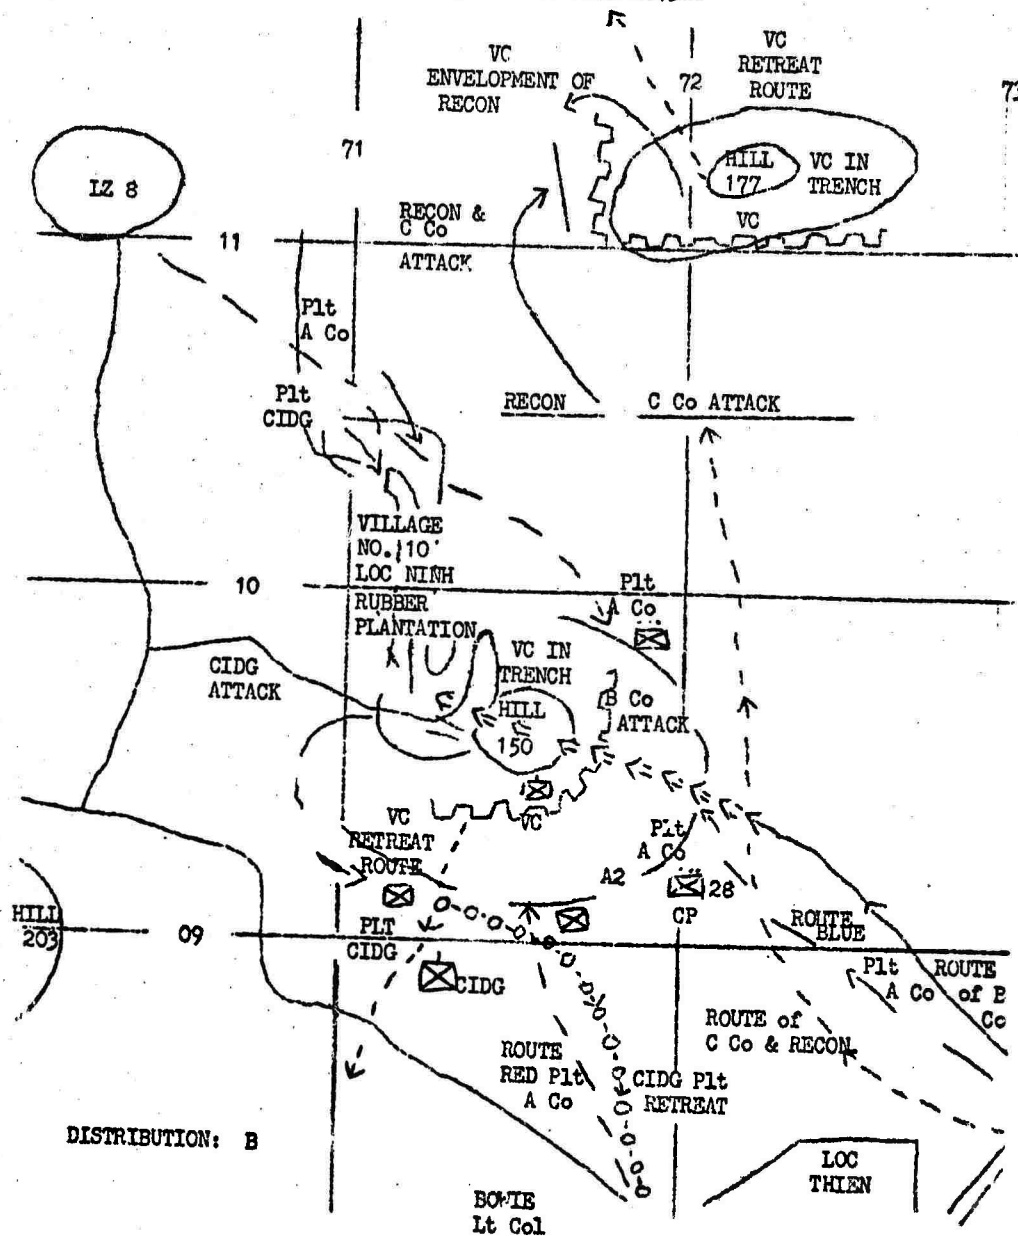 VC
ENVELOPMENT OF
RECON
72
VC
RETREAT
ROUTE
73
71
LZ 8
HILL
177
VC IN
TRENCH
VC
RECON &
C Co
ATTACK
11
Plt
A Co
Plt
CIDG
RECON
C Co ATTACK
VILLAGE
NO. 10
LOC NINH
RUBBER
PLANTATION
10
Plt
A Co
CIDG
ATTACK
VC IN
TRENCH
HILL
150
B Co
ATTACK
VC
VC
RETREAT
ROUTE
Plt
A Co
A2
28
CP
HILL
203
09
PLT
CIDG
CIDG
ROUTE
BLUE
Plt
A Co
ROUTE
of B
Co
ROUTE of
C Co & RECON
ROUTE
RED Plt
A Co
CIDG Plt
RETREAT
DISTRIBUTION: B
LOC
THIEN
BOWIE
Lt Col